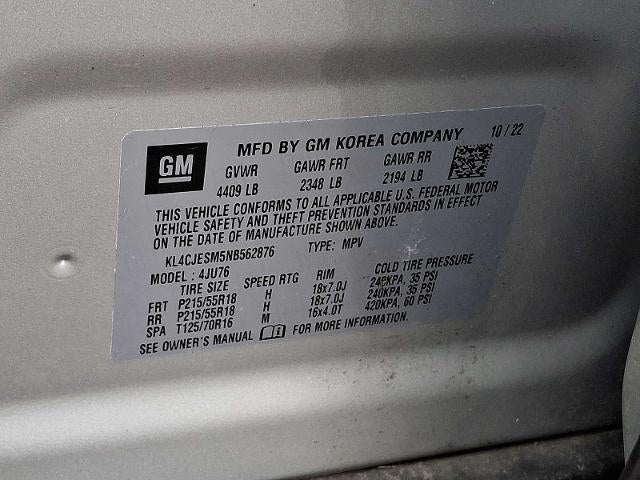 MFD BY GM KOREA COMPANY 10 / 22
GM GVWR GAWR FRT GAWR RR
4409 LB 2348 LB 2194 LB
THIS VEHICLE CONFORMS TO ALL APPLICABLE U.S. FEDERAL MOTOR
VEHICLE SAFETY AND THEFT PREVENTION STANDARDS IN EFFECT
ON THE DATE OF MANUFACTURE SHOWN ABOVE.
KL4CJESM5NB562876 TYPE: MPV
MODEL: 4JU76
TIRE SIZE SPEED RTG RIM COLD TIRE PRESSURE
FRT P215/55R18 H 18x7.0J 240KPA, 35 PSI
RR P215/55R18 H 18x7.0J 240KPA, 35 PSI
SPA T125/70R16 M 16x4.0T 420KPA, 60 PSI
SEE OWNER'S MANUAL FOR MORE INFORMATION.